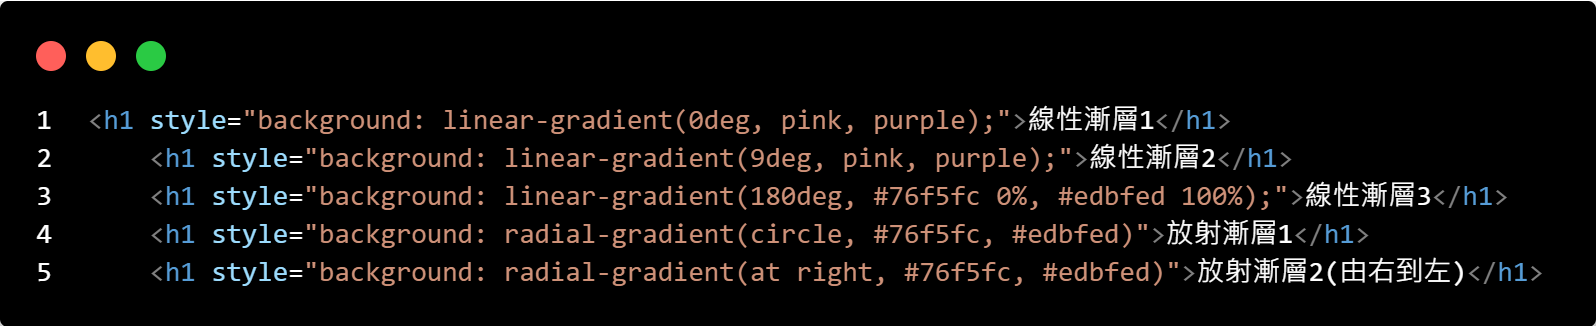 1 <h1 style="background: linear-gradient(0deg, pink, purple);">線性漸層1</h1>
2     <h1 style="background: linear-gradient(9deg, pink, purple);">線性漸層2</h1>
3     <h1 style="background: linear-gradient(180deg, #76f5fc 0%, #edbfed 100%);">線性漸層3</h1>
4     <h1 style="background: radial-gradient(circle, #76f5fc, #edbfed)">放射漸層1</h1>
5     <h1 style="background: radial-gradient(at right, #76f5fc, #edbfed)">放射漸層2(由右到左)</h1>